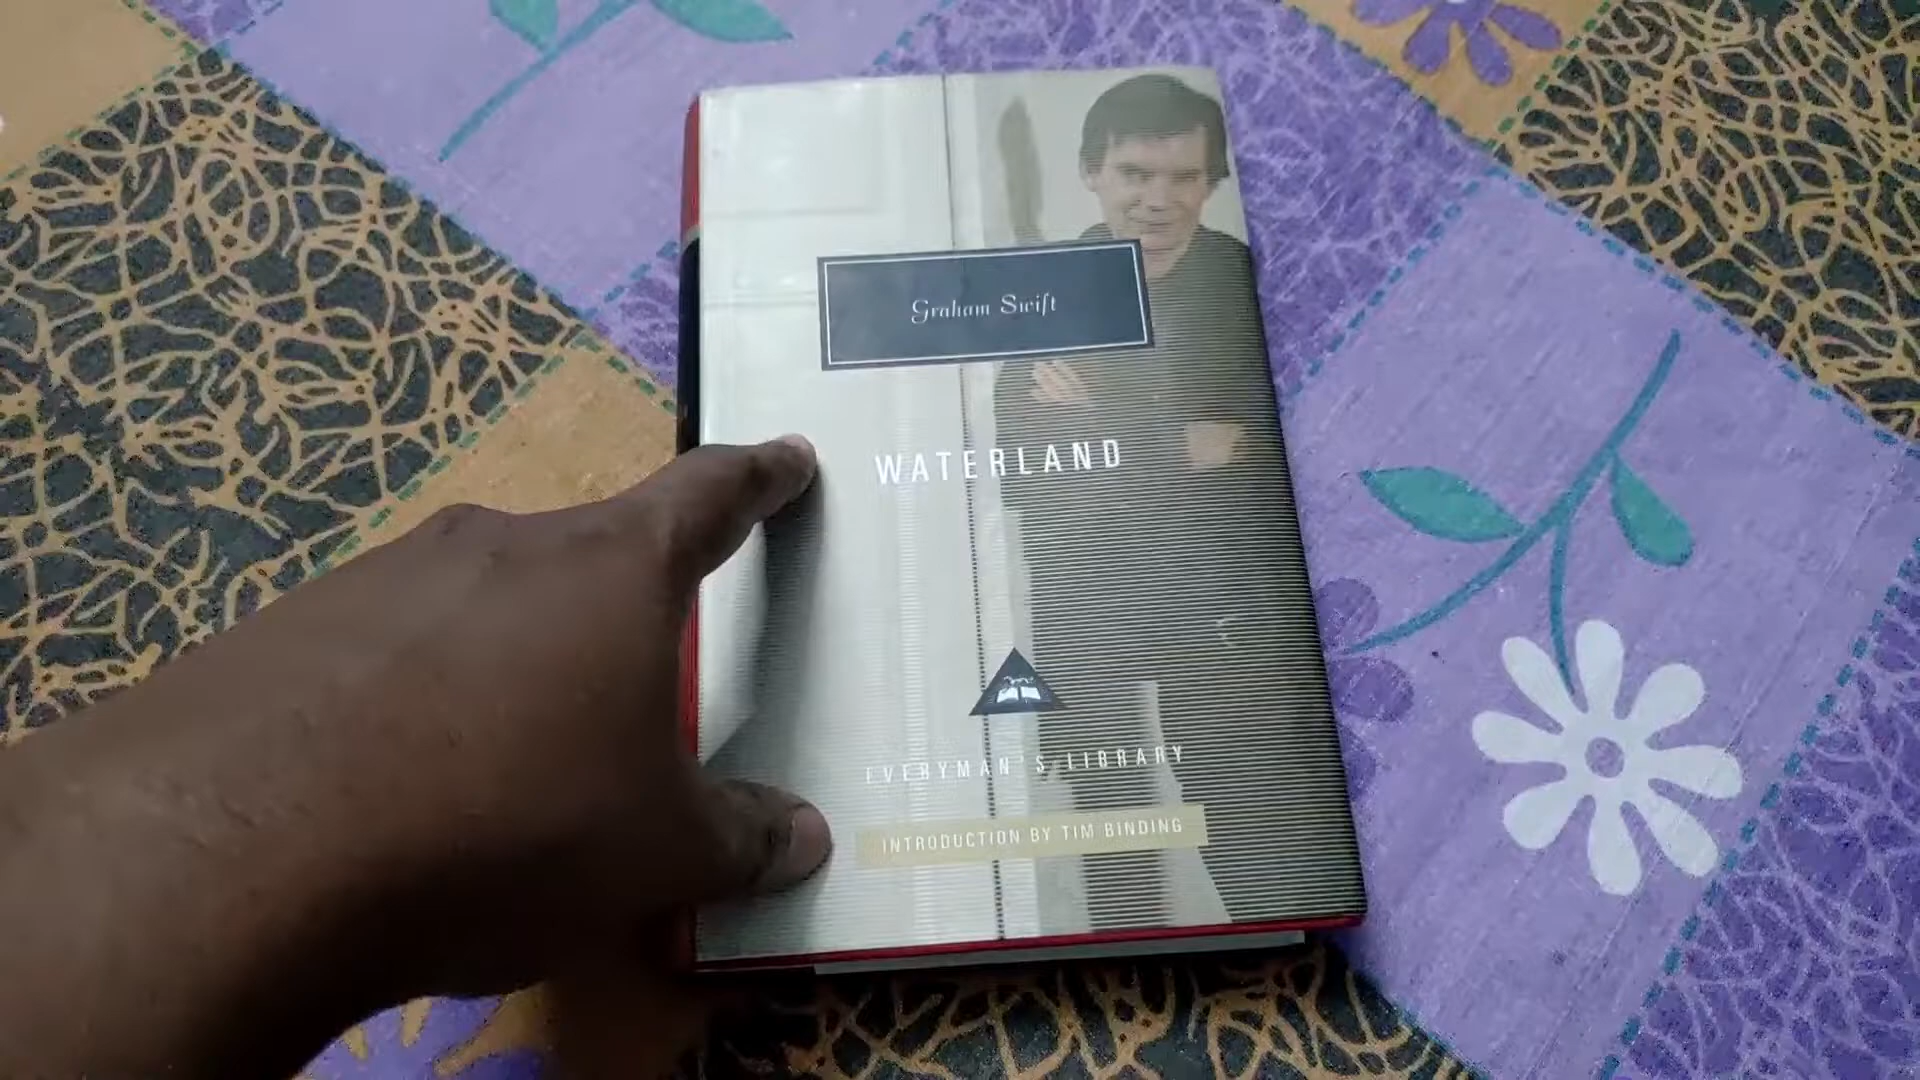 Graham Swift
WATERLAND
EVERYMAN'S LIBRARY
INTRODUCTION BY TIM BINDING